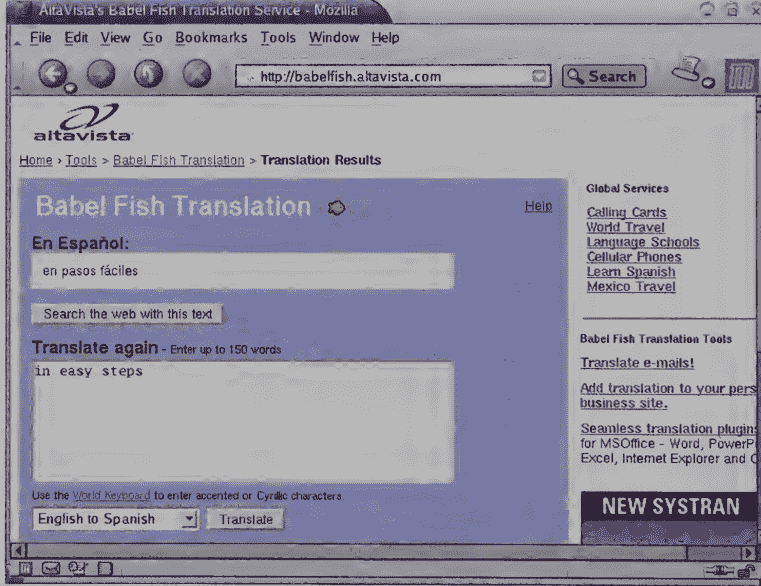 AltaVista's Babel Fish Translation Service - Mozilla
File Edit View Go Bookmarks Tools Window Help
http://babelfish.altavista.com
Search
altavista
Home › Tools > Babel Fish Translation > Translation Results
Babel Fish Translation
Help
En Español:
en pasos fáciles
Search the web with this text
Translate again - Enter up to 150 words
in easy steps
Use the World Keyboard to enter accented or Cyrillic characters.
English to Spanish
Translate
Global Services
Calling Cards
World Travel
Language Schools
Cellular Phones
Learn Spanish
Mexico Travel
Babel Fish Translation Tools
Translate e-mails!
Add translation to your pers
business site.
Seamless translation plugin
for MSOffice - Word, PowerP
Excel, Internet Explorer and
NEW SYSTRAN